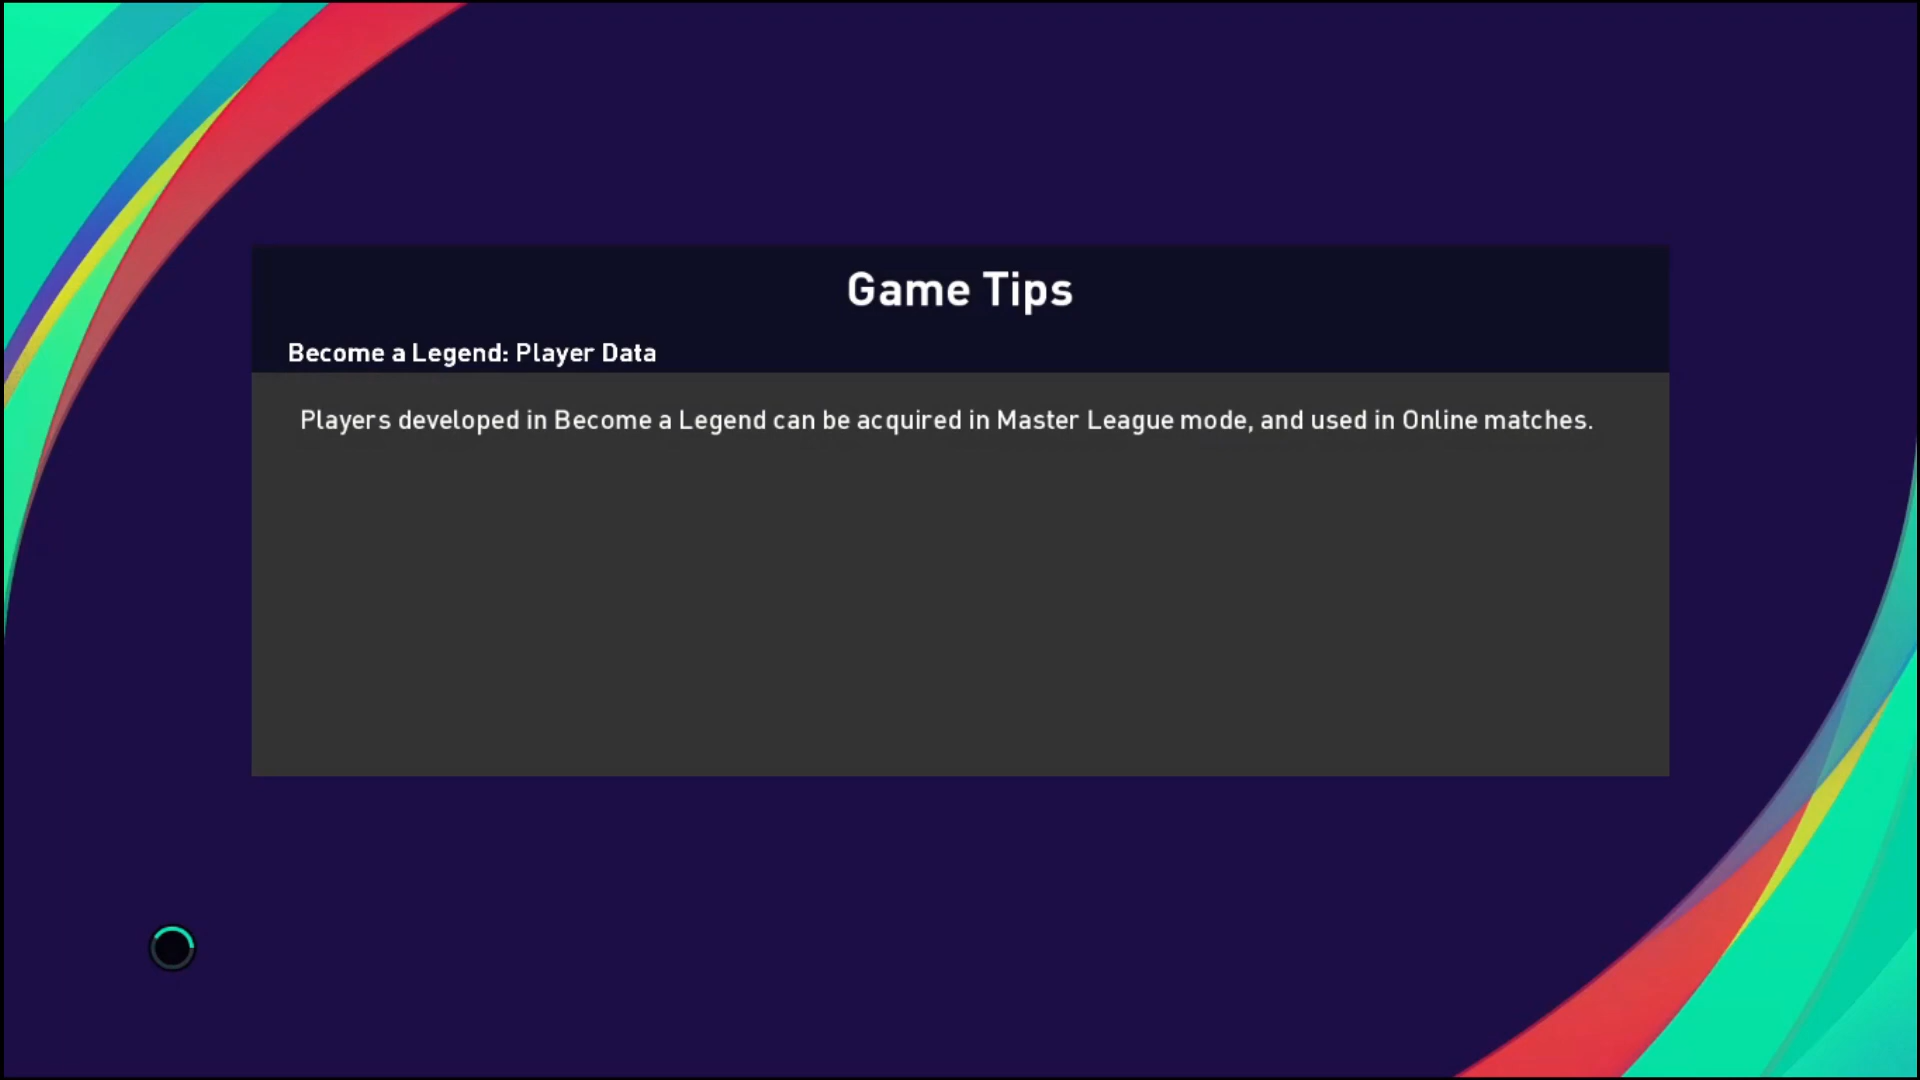 Game Tips
Become a Legend: Player Data
Players developed in Become a Legend can be acquired in Master League mode, and used in Online matches.